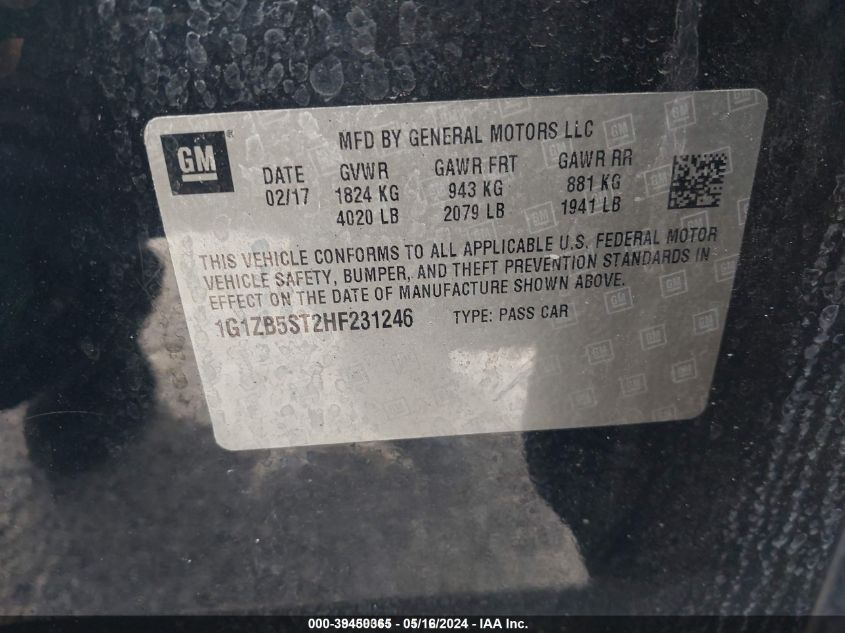 GM®
MFD BY GENERAL MOTORS LLC
DATE GVWR GAWR FRT GAWR RR
02/17 1824 KG 943 KG 881 KG
4020 LB 2079 LB 1941 LB
THIS VEHICLE CONFORMS TO ALL APPLICABLE U.S. FEDERAL MOTOR
VEHICLE SAFETY, BUMPER, AND THEFT PREVENTION STANDARDS IN
EFFECT ON THE DATE OF MANUFACTURE SHOWN ABOVE.
1G1ZB5ST2HF231246 TYPE: PASS CAR
000-39450365 - 05/16/2024 - IAA Inc.